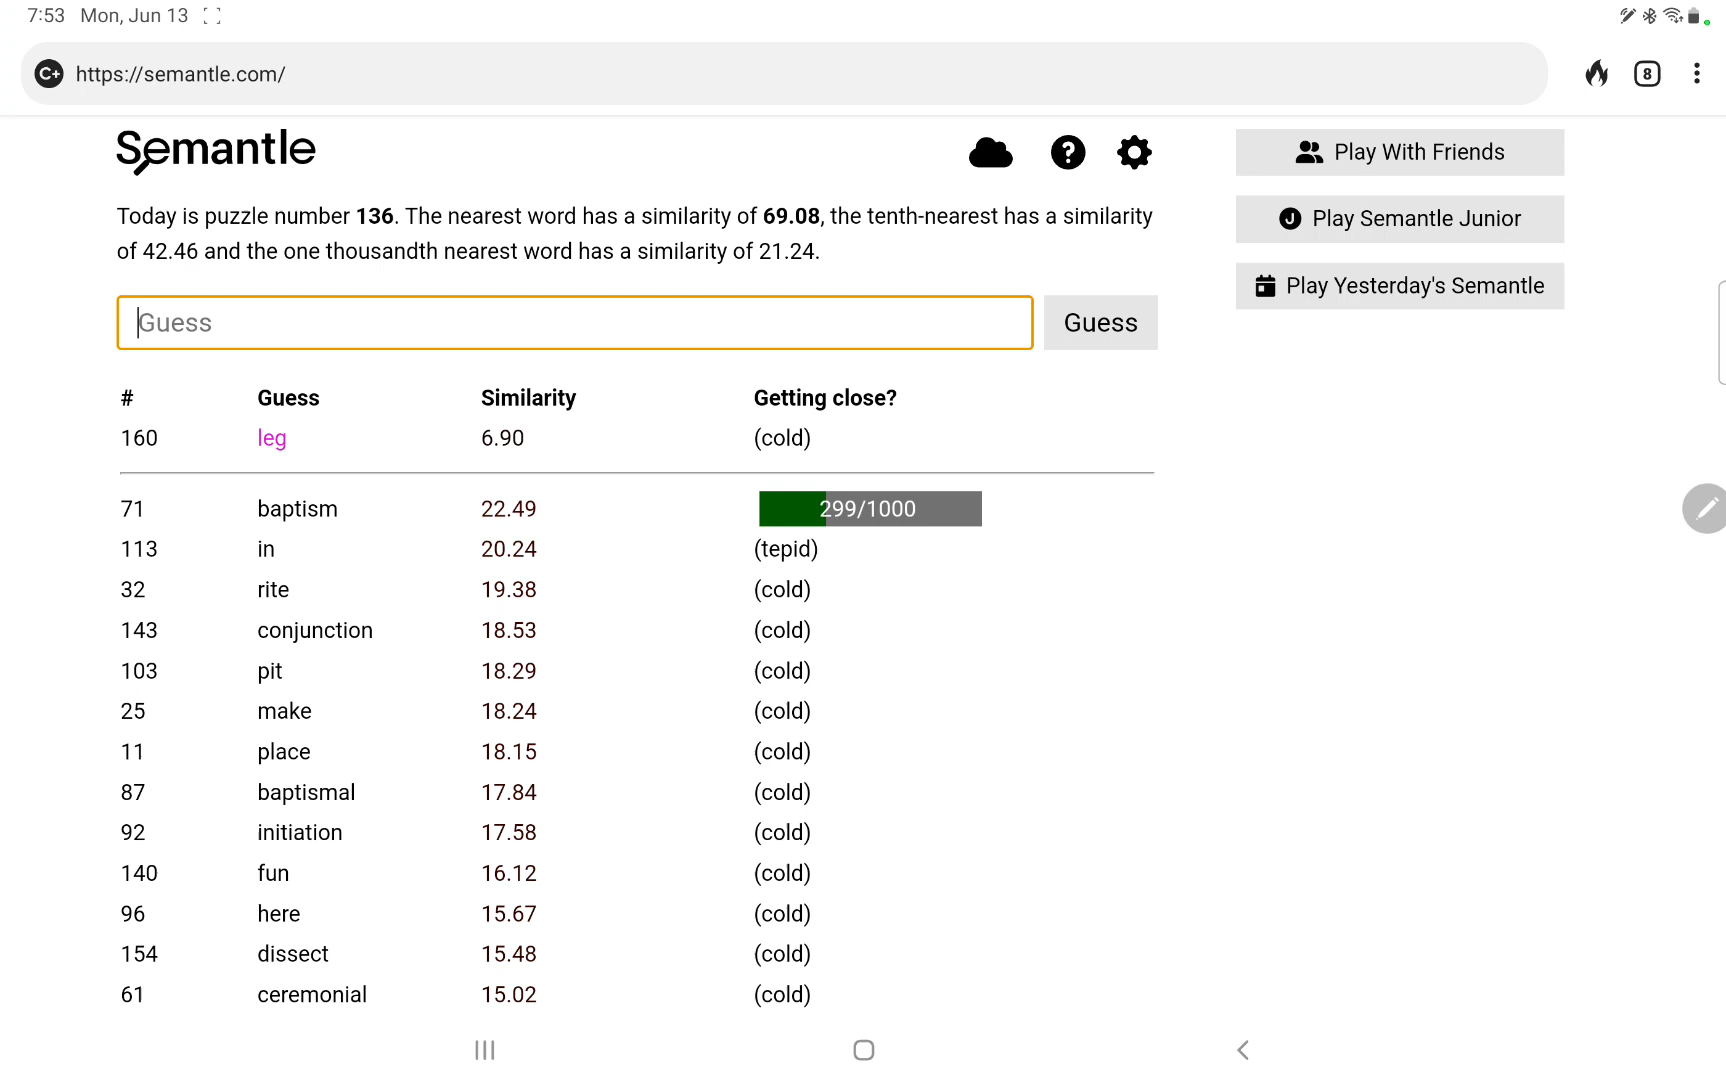 7:53 Mon, Jun 13
C+ https://semantle.com/ 8
Semantle
Play With Friends
Today is puzzle number 136. The nearest word has a similarity of 69.08, the tenth-nearest has a similarity
of 42.46 and the one thousandth nearest word has a similarity of 21.24.
J Play Semantle Junior
Play Yesterday's Semantle
Guess Guess
# Guess Similarity Getting close?
160 leg 6.90 (cold)
71 baptism 22.49 299/1000
113 in 20.24 (tepid)
32 rite 19.38 (cold)
143 conjunction 18.53 (cold)
103 pit 18.29 (cold)
25 make 18.24 (cold)
11 place 18.15 (cold)
87 baptismal 17.84 (cold)
92 initiation 17.58 (cold)
140 fun 16.12 (cold)
96 here 15.67 (cold)
154 dissect 15.48 (cold)
61 ceremonial 15.02 (cold)